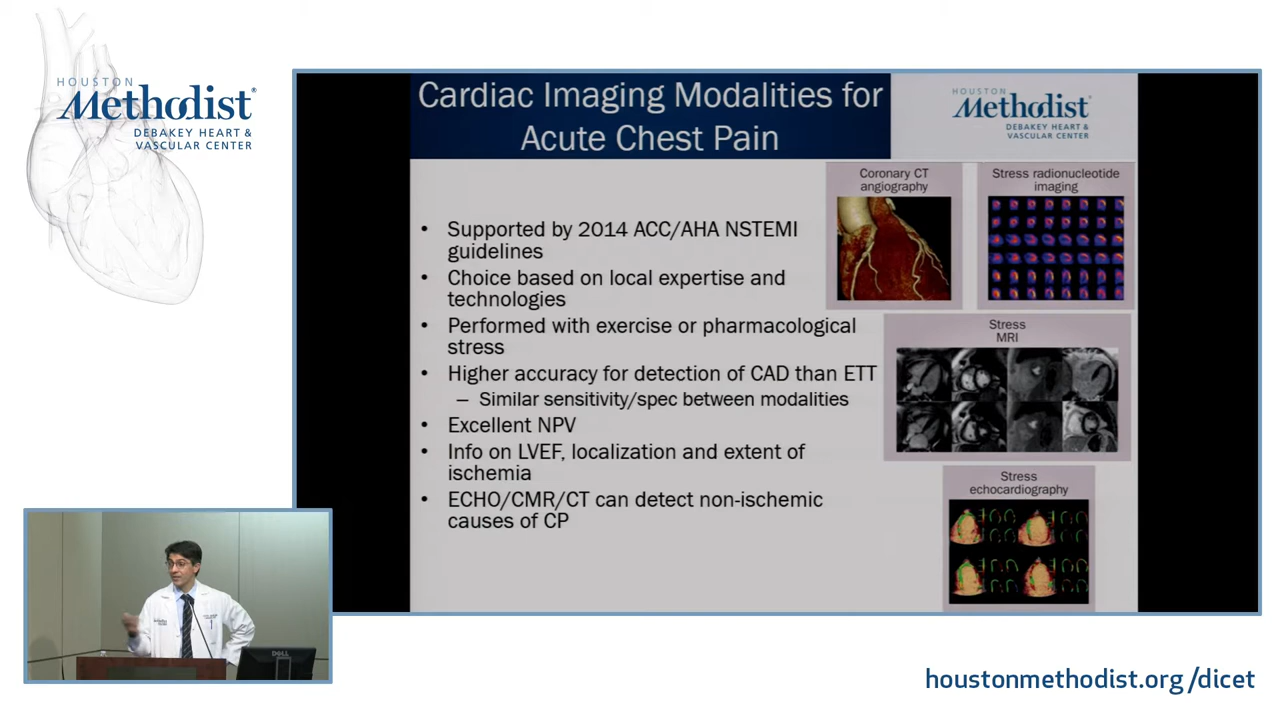 HOUSTON
Methodist®
DEBAKEY HEART &
VASCULAR CENTER
Cardiac Imaging Modalities for
Acute Chest Pain
HOUSTON
Methodist
DEBAKEY HEART &
VASCULAR CENTER
• Supported by 2014 ACC/AHA NSTEMI
guidelines
• Choice based on local expertise and
technologies
• Performed with exercise or pharmacological
stress
• Higher accuracy for detection of CAD than ETT
– Similar sensitivity/spec between modalities
• Excellent NPV
• Info on LVEF, localization and extent of
ischemia
• ECHO/CMR/CT can detect non-ischemic
causes of CP
Coronary CT
angiography
Stress radionucleotide
imaging
Stress
MRI
Stress
echocardiography
DELL
houstonmethodist.org/dicet